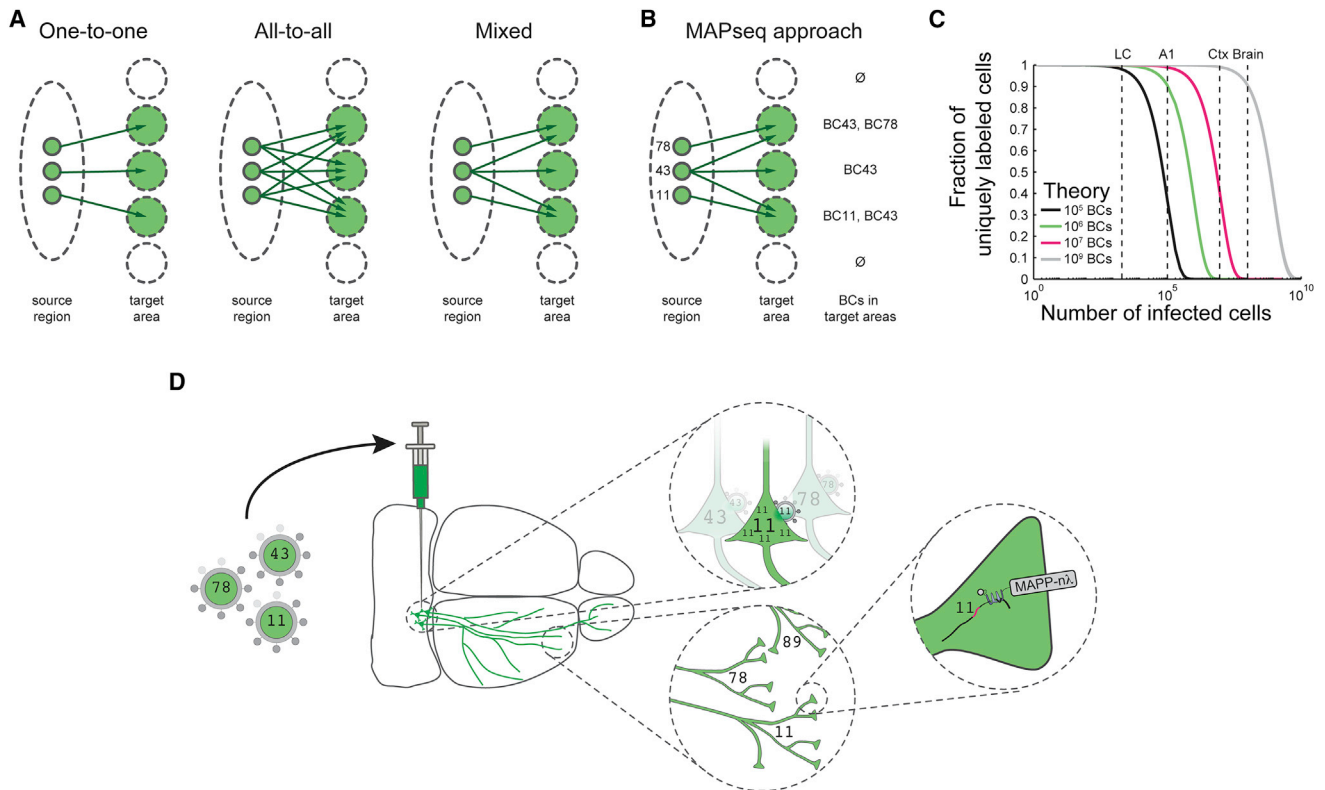 A
One-to-one
All-to-all
Mixed
source
region
target
area
source
region
target
area
source
region
target
area
B
MAPseq approach
78
43
11
Ø
BC43, BC78
BC43
BC11, BC43
Ø
source
region
target
area
BCs in
target areas
C
LC A1 Ctx Brain
Fraction of
uniquely labeled cells
1
0.9
0.8
0.7
0.6
0.5
0.4
0.3
0.2
0.1
0
Theory
10⁵ BCs
10⁶ BCs
10⁷ BCs
10⁹ BCs
10⁰ 10⁵ 10¹⁰
Number of infected cells
D
43
78
11
43
43
11
11
11
11
11
11
11
11
11
78
78
89
78
11
11
MAPP-nλ